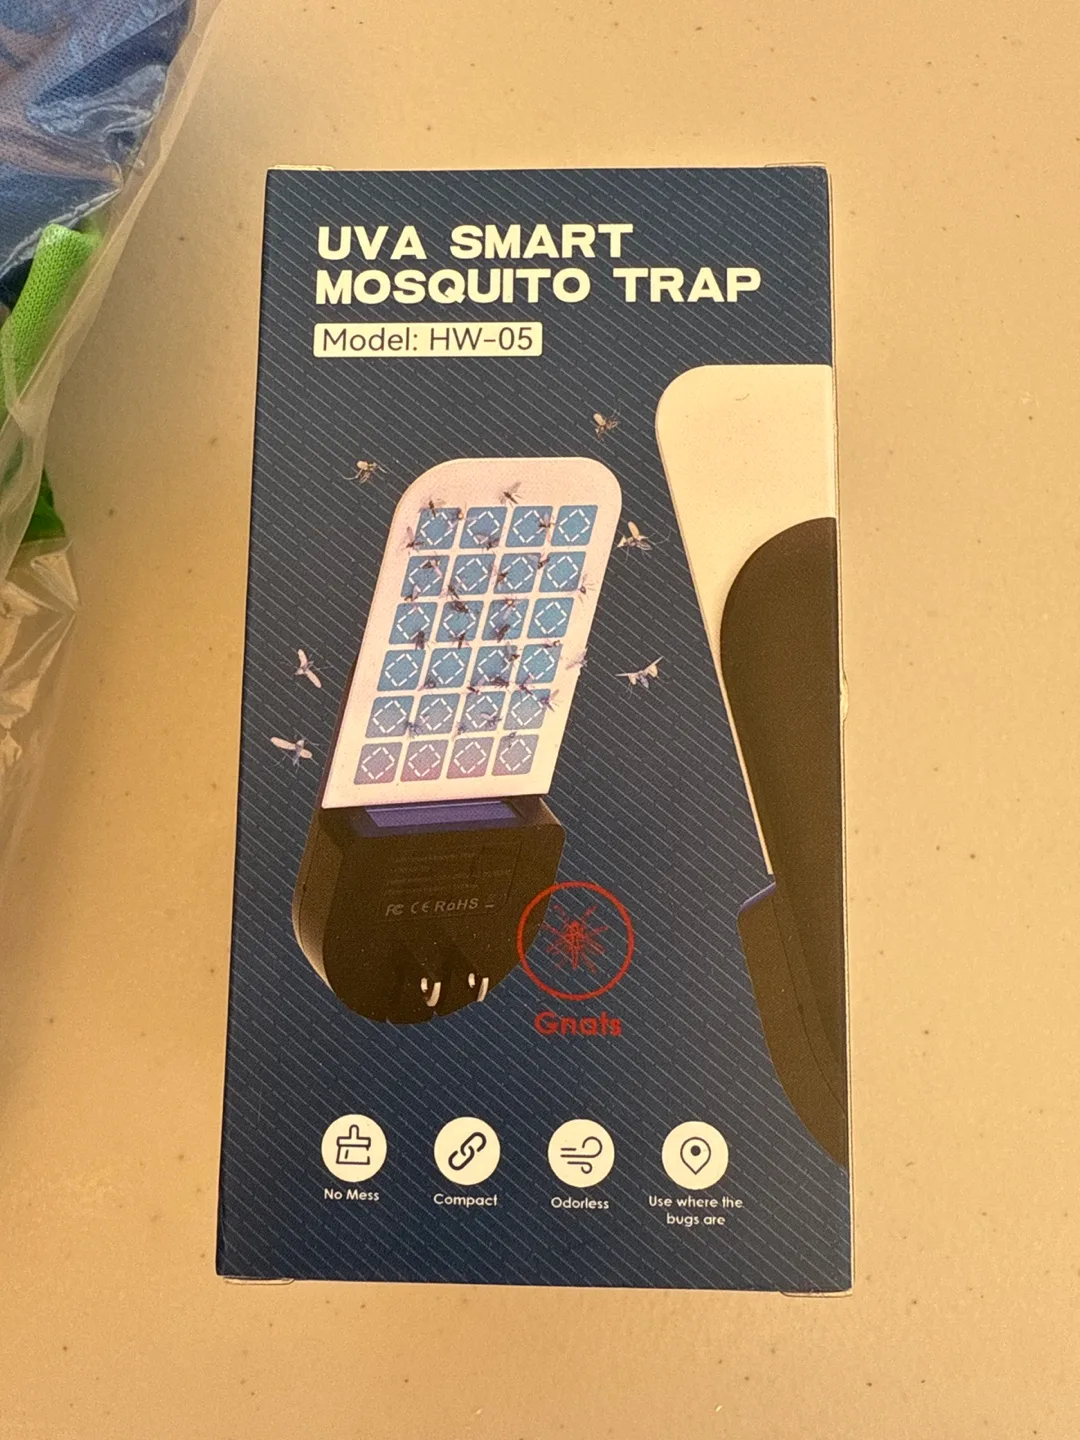 UVA SMART
MOSQUITO TRAP
Model: HW-05
FC CE RoHS
Gnats
No Mess
Compact
Odorless
Use where the
bugs are